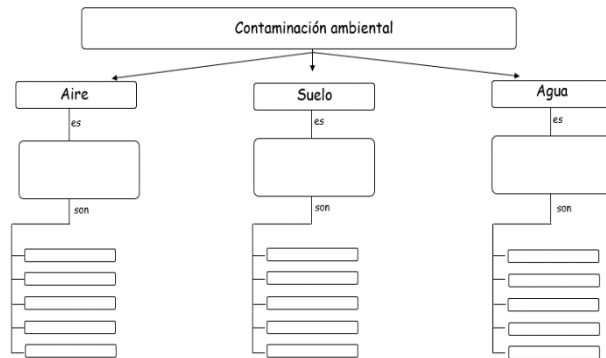 Contaminación ambiental
Aire
Suelo
Agua
es
es
es
son
son
son